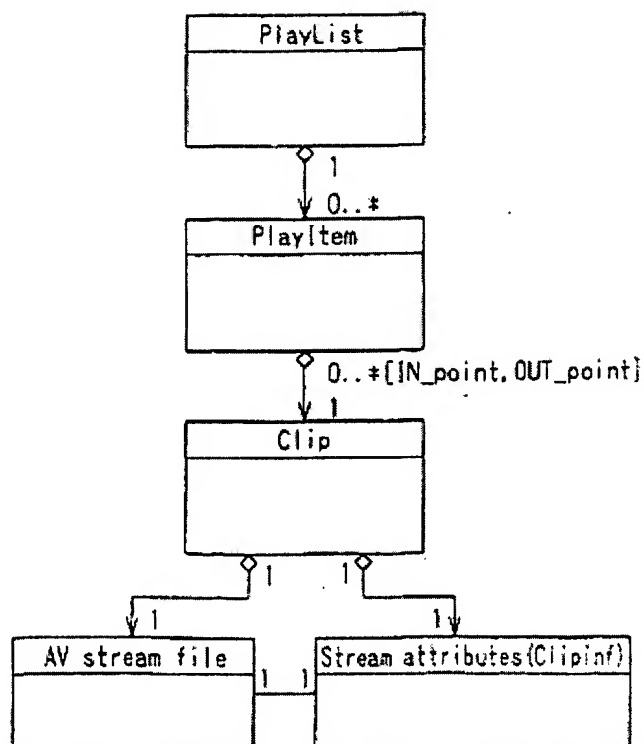 PlayList
1
0..*
PlayItem
0..*{IN_point, OUT_point}
1
Clip
1
1
1
1
AV stream file
1
1
Stream attributes(Clipinf)